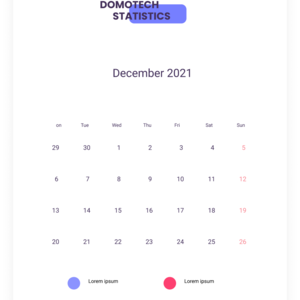 DOMOTECH
STATISTICS
December 2021
on Tue Wed Thu Fri Sat Sun
29 30 1 2 3 4 5
6 7 8 9 10 11 12
13 14 15 16 17 18 19
20 21 22 23 24 25 26
Lorem ipsum Lorem ipsum